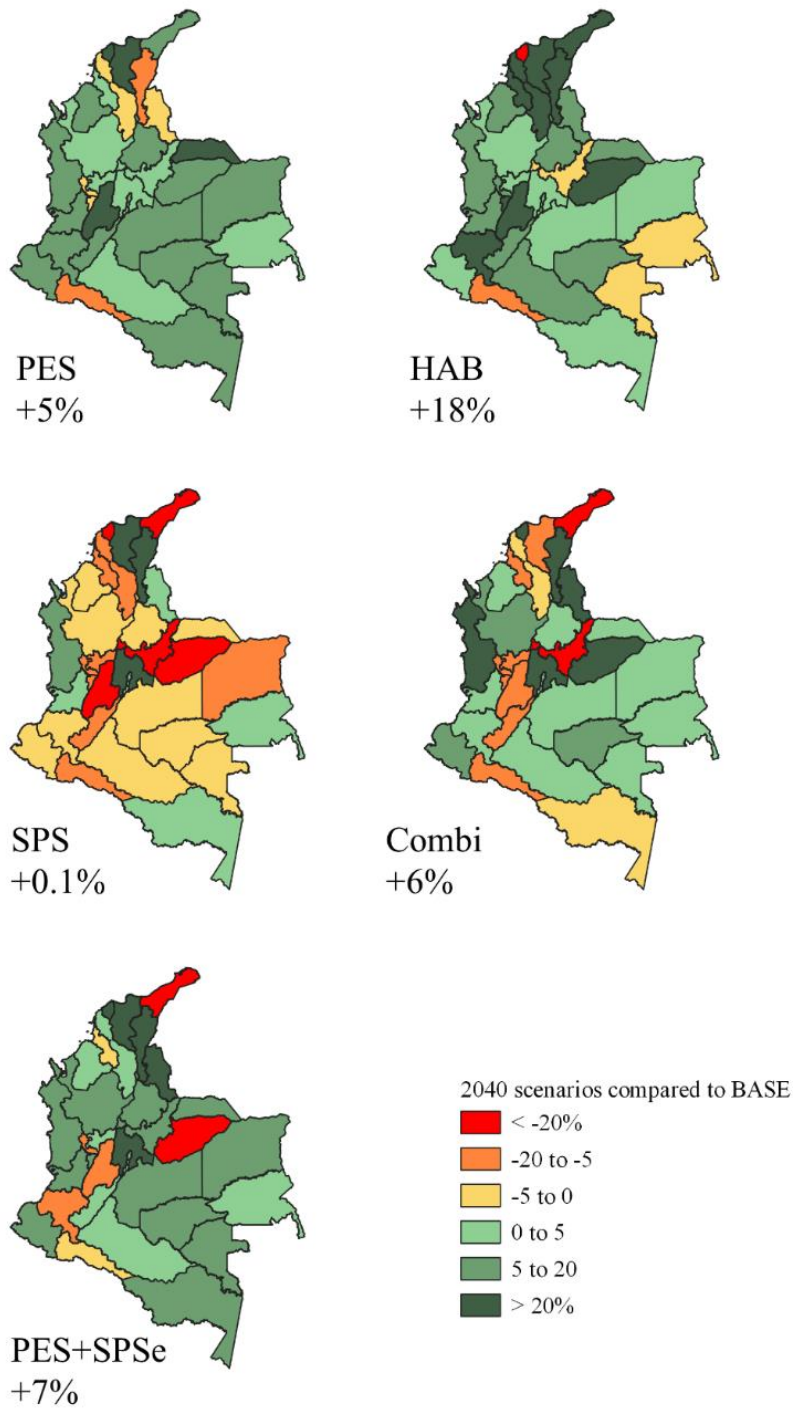 PES
+5%
HAB
+18%
SPS
+0.1%
Combi
+6%
PES+SPSe
+7%
2040 scenarios compared to BASE
< -20%
-20 to -5
-5 to 0
0 to 5
5 to 20
> 20%